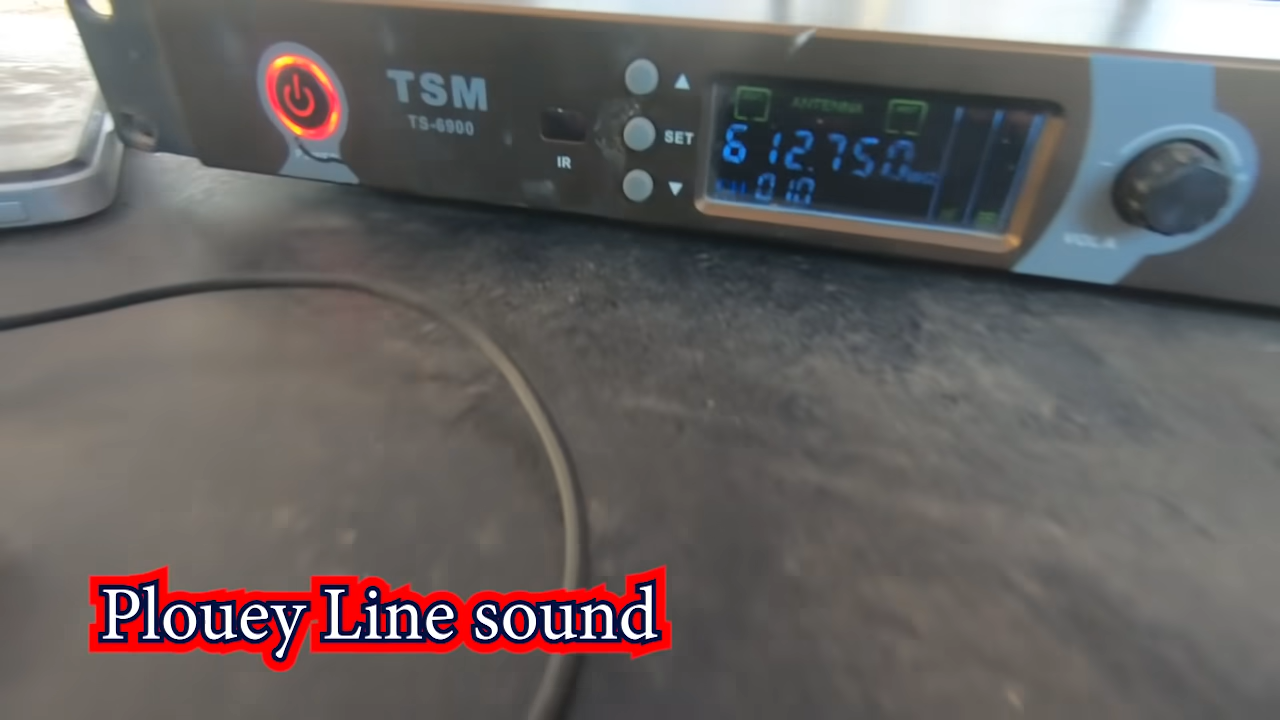 TSM
TS-6900
IR
SET
ANTENNA
612.750
010
VOL A
Plouey Line sound